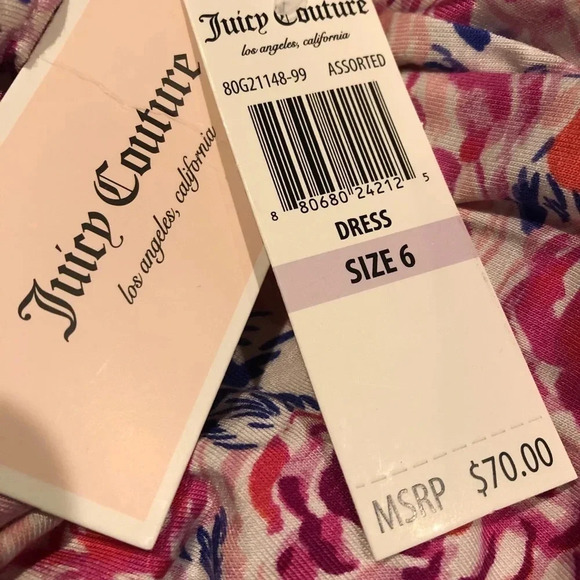 Juicy Couture
los angeles, california
Juicy Couture
los angeles, california
80G21148-99 ASSORTED
8 80680 24212 5
DRESS
SIZE 6
MSRP $70.00